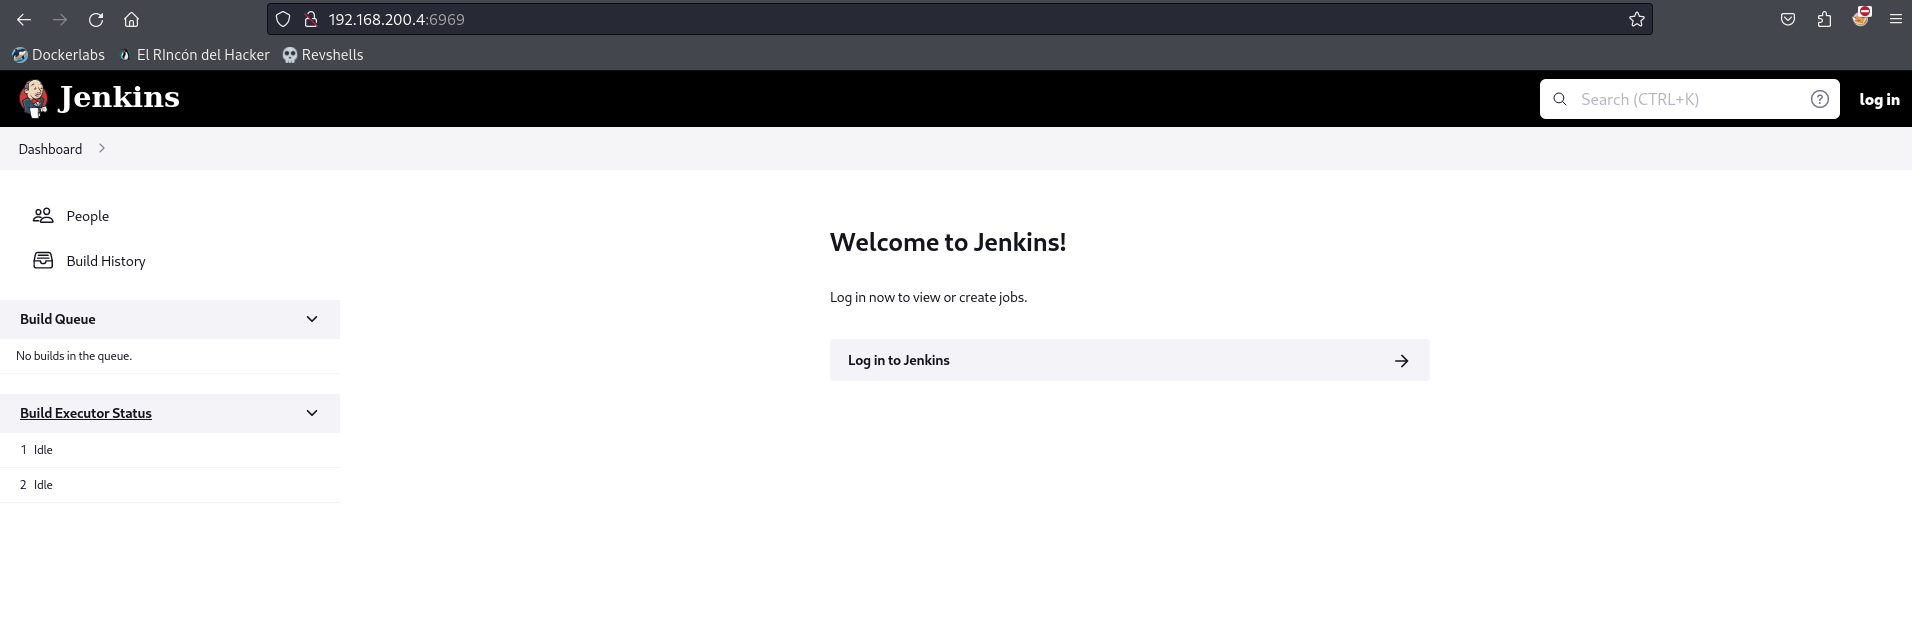 192.168.200.4:6969
Dockerlabs El RIncón del Hacker Revshells
Jenkins
Search (CTRL+K)
log in
Dashboard
People
Build History
Build Queue
No builds in the queue.
Build Executor Status
1 Idle
2 Idle
Welcome to Jenkins!
Log in now to view or create jobs.
Log in to Jenkins